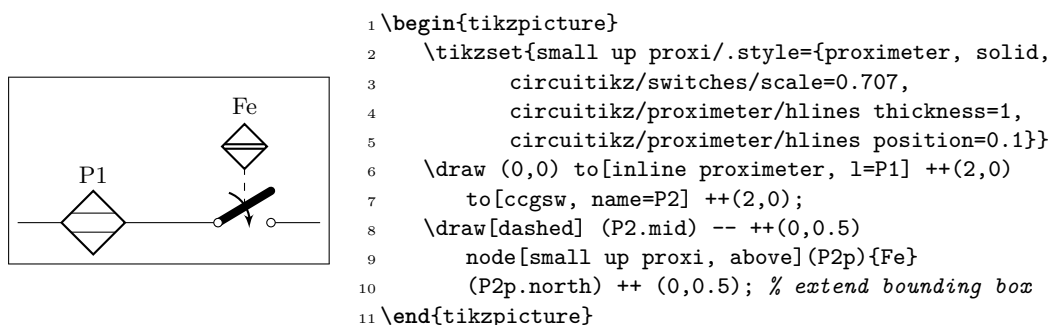 Fe
P1
1 \begin{tikzpicture}
2 \tikzset{small up proxi/.style={proximeter, solid,
3 circuitikz/switches/scale=0.707,
4 circuitikz/proximeter/hlines thickness=1,
5 circuitikz/proximeter/hlines position=0.1}}
6 \draw (0,0) to[inline proximeter, l=P1] ++(2,0)
7 to[ccgsw, name=P2] ++(2,0);
8 \draw[dashed] (P2.mid) -- ++(0,0.5)
9 node[small up proxi, above](P2p){Fe}
10 (P2p.north) ++ (0,0.5); % extend bounding box
11 \end{tikzpicture}